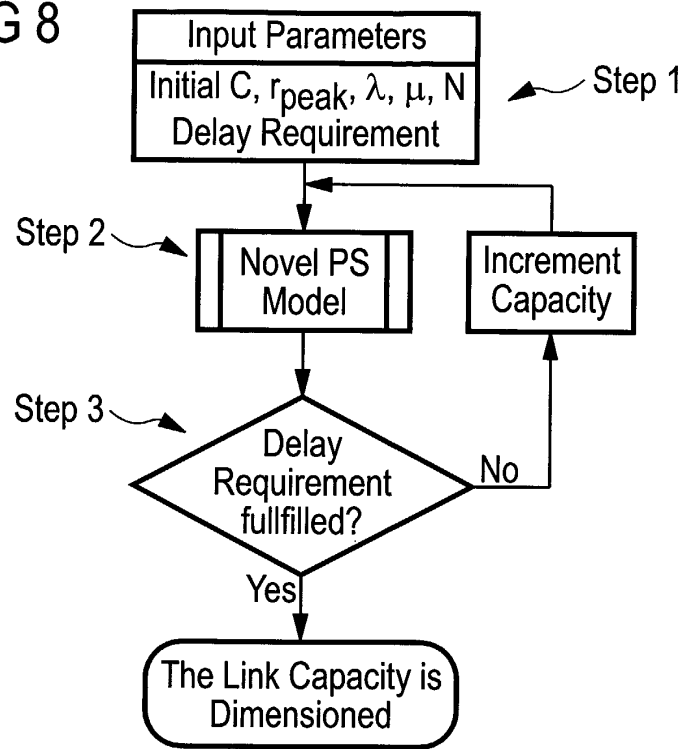 G 8
Input Parameters
Initial C, rpeak, λ, μ, N
Delay Requirement
Step 1
Step 2
Novel PS
Model
Increment
Capacity
Step 3
Delay
Requirement
fullfilled?
No
Yes
The Link Capacity is
Dimensioned